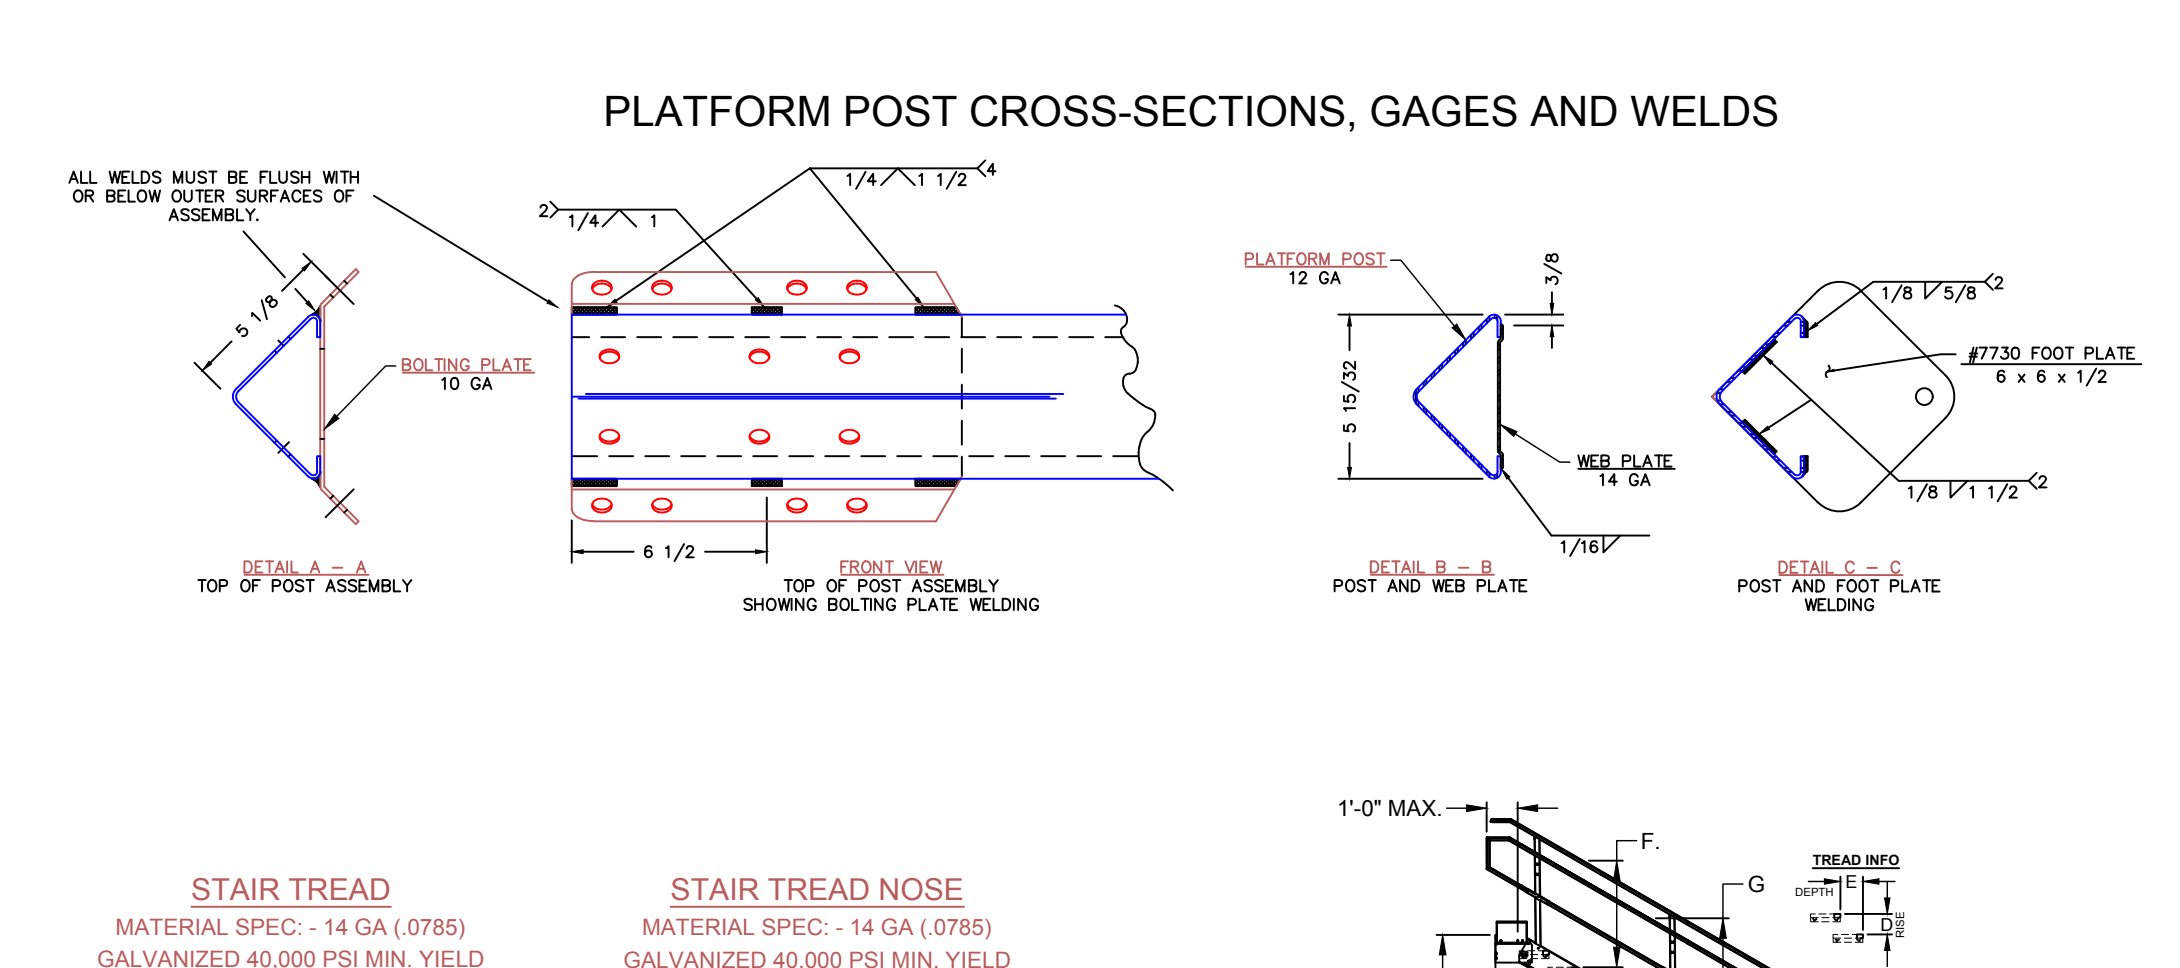 PLATFORM POST CROSS-SECTIONS, GAGES AND WELDS
ALL WELDS MUST BE FLUSH WITH
OR BELOW OUTER SURFACES OF
ASSEMBLY.
5 1/8
BOLTING PLATE
10 GA
DETAIL A - A
TOP OF POST ASSEMBLY
2
1/4
1
1/4
1 1/2
4
6 1/2
FRONT VIEW
TOP OF POST ASSEMBLY
SHOWING BOLTING PLATE WELDING
PLATFORM POST
12 GA
3/8
5 15/32
WEB PLATE
14 GA
1/16
DETAIL B - B
POST AND WEB PLATE
1/8
5/8
2
#7730 FOOT PLATE
6 x 6 x 1/2
1/8
1 1/2
2
DETAIL C - C
POST AND FOOT PLATE
WELDING
STAIR TREAD
MATERIAL SPEC: - 14 GA (.0785)
GALVANIZED 40,000 PSI MIN. YIELD
STAIR TREAD NOSE
MATERIAL SPEC: - 14 GA (.0785)
GALVANIZED 40,000 PSI MIN. YIELD
1'-0" MAX.
F.
G
TREAD INFO
DEPTH
E
D
RISE